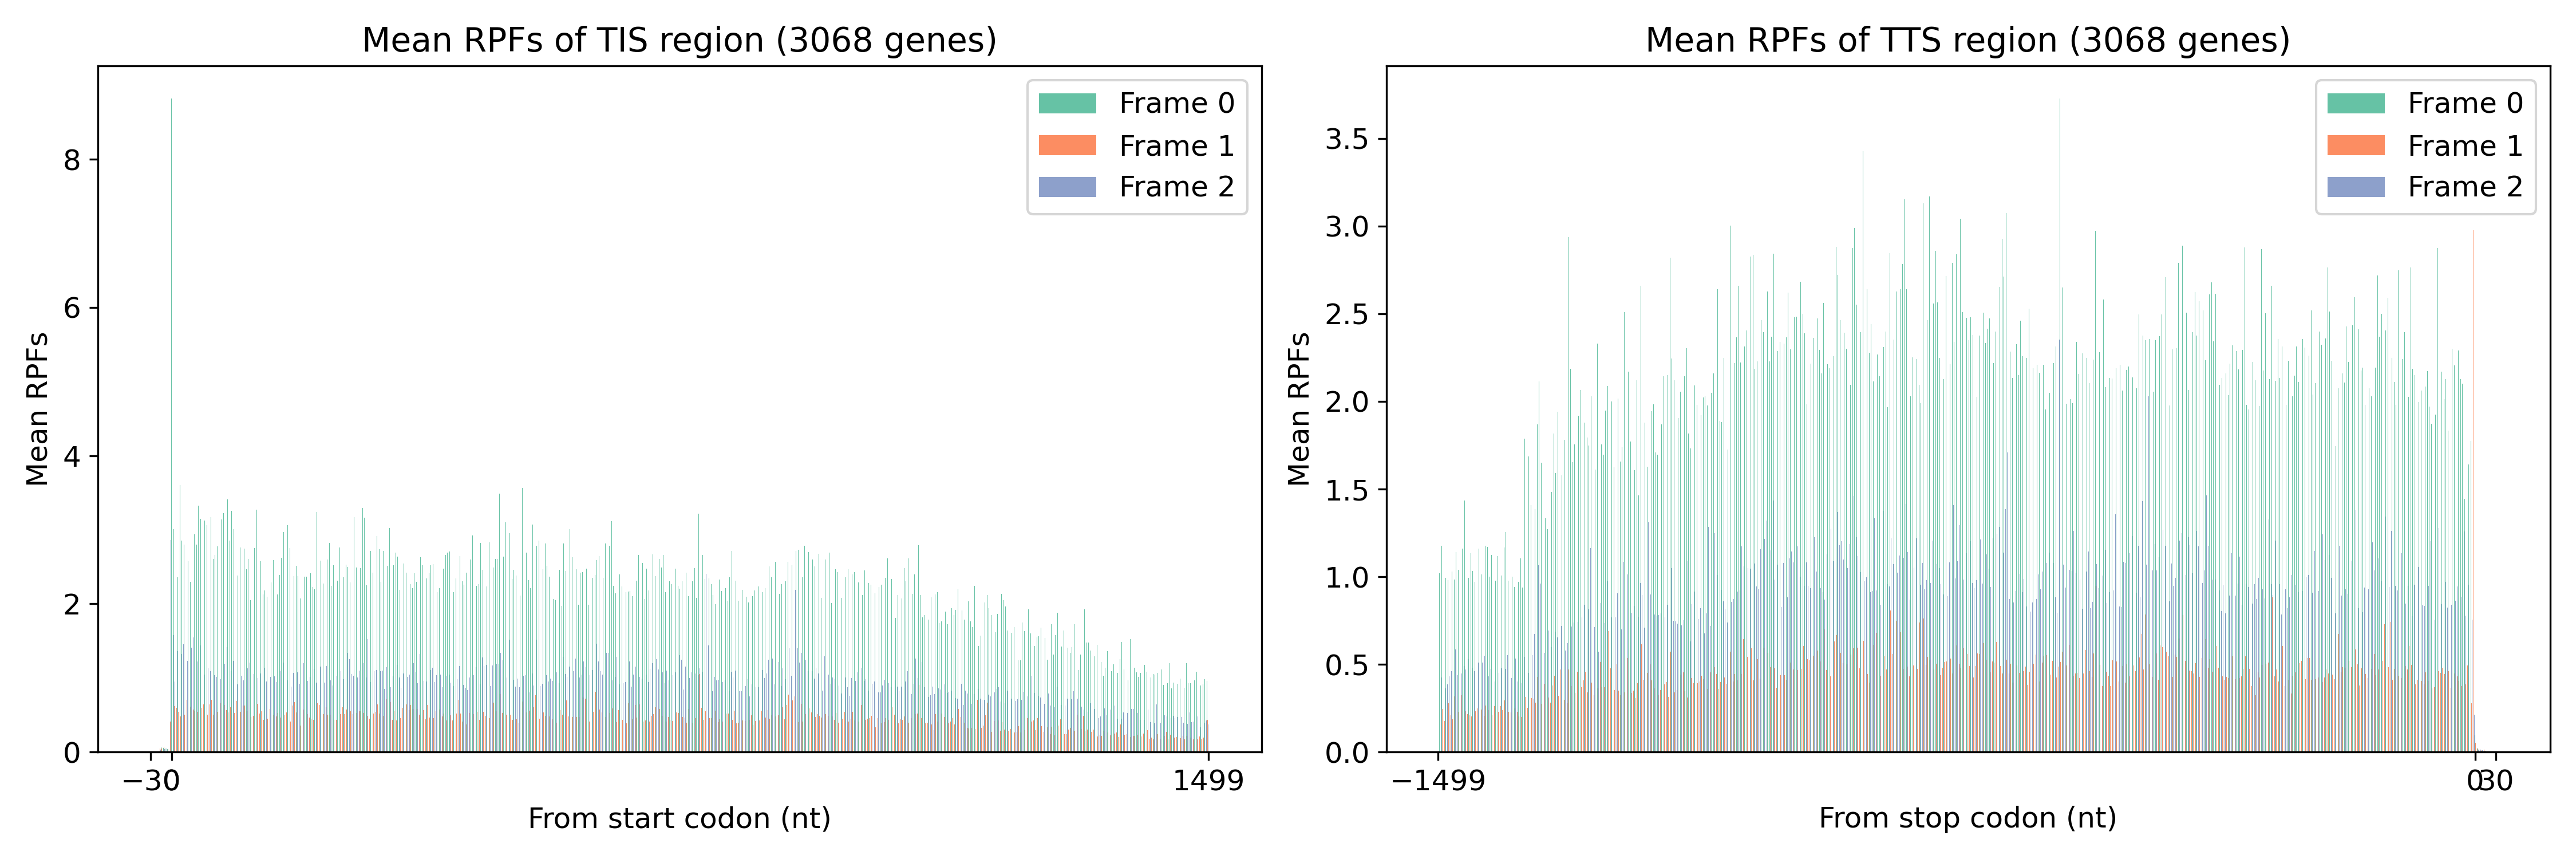 Mean RPFs of TIS region (3068 genes)
Mean RPFs
8
6
4
2
0
Frame 0
Frame 1
Frame 2
−30
0
1499
From start codon (nt)
Mean RPFs of TTS region (3068 genes)
Mean RPFs
3.5
3.0
2.5
2.0
1.5
1.0
0.5
0.0
Frame 0
Frame 1
Frame 2
−1499
0
30
From stop codon (nt)